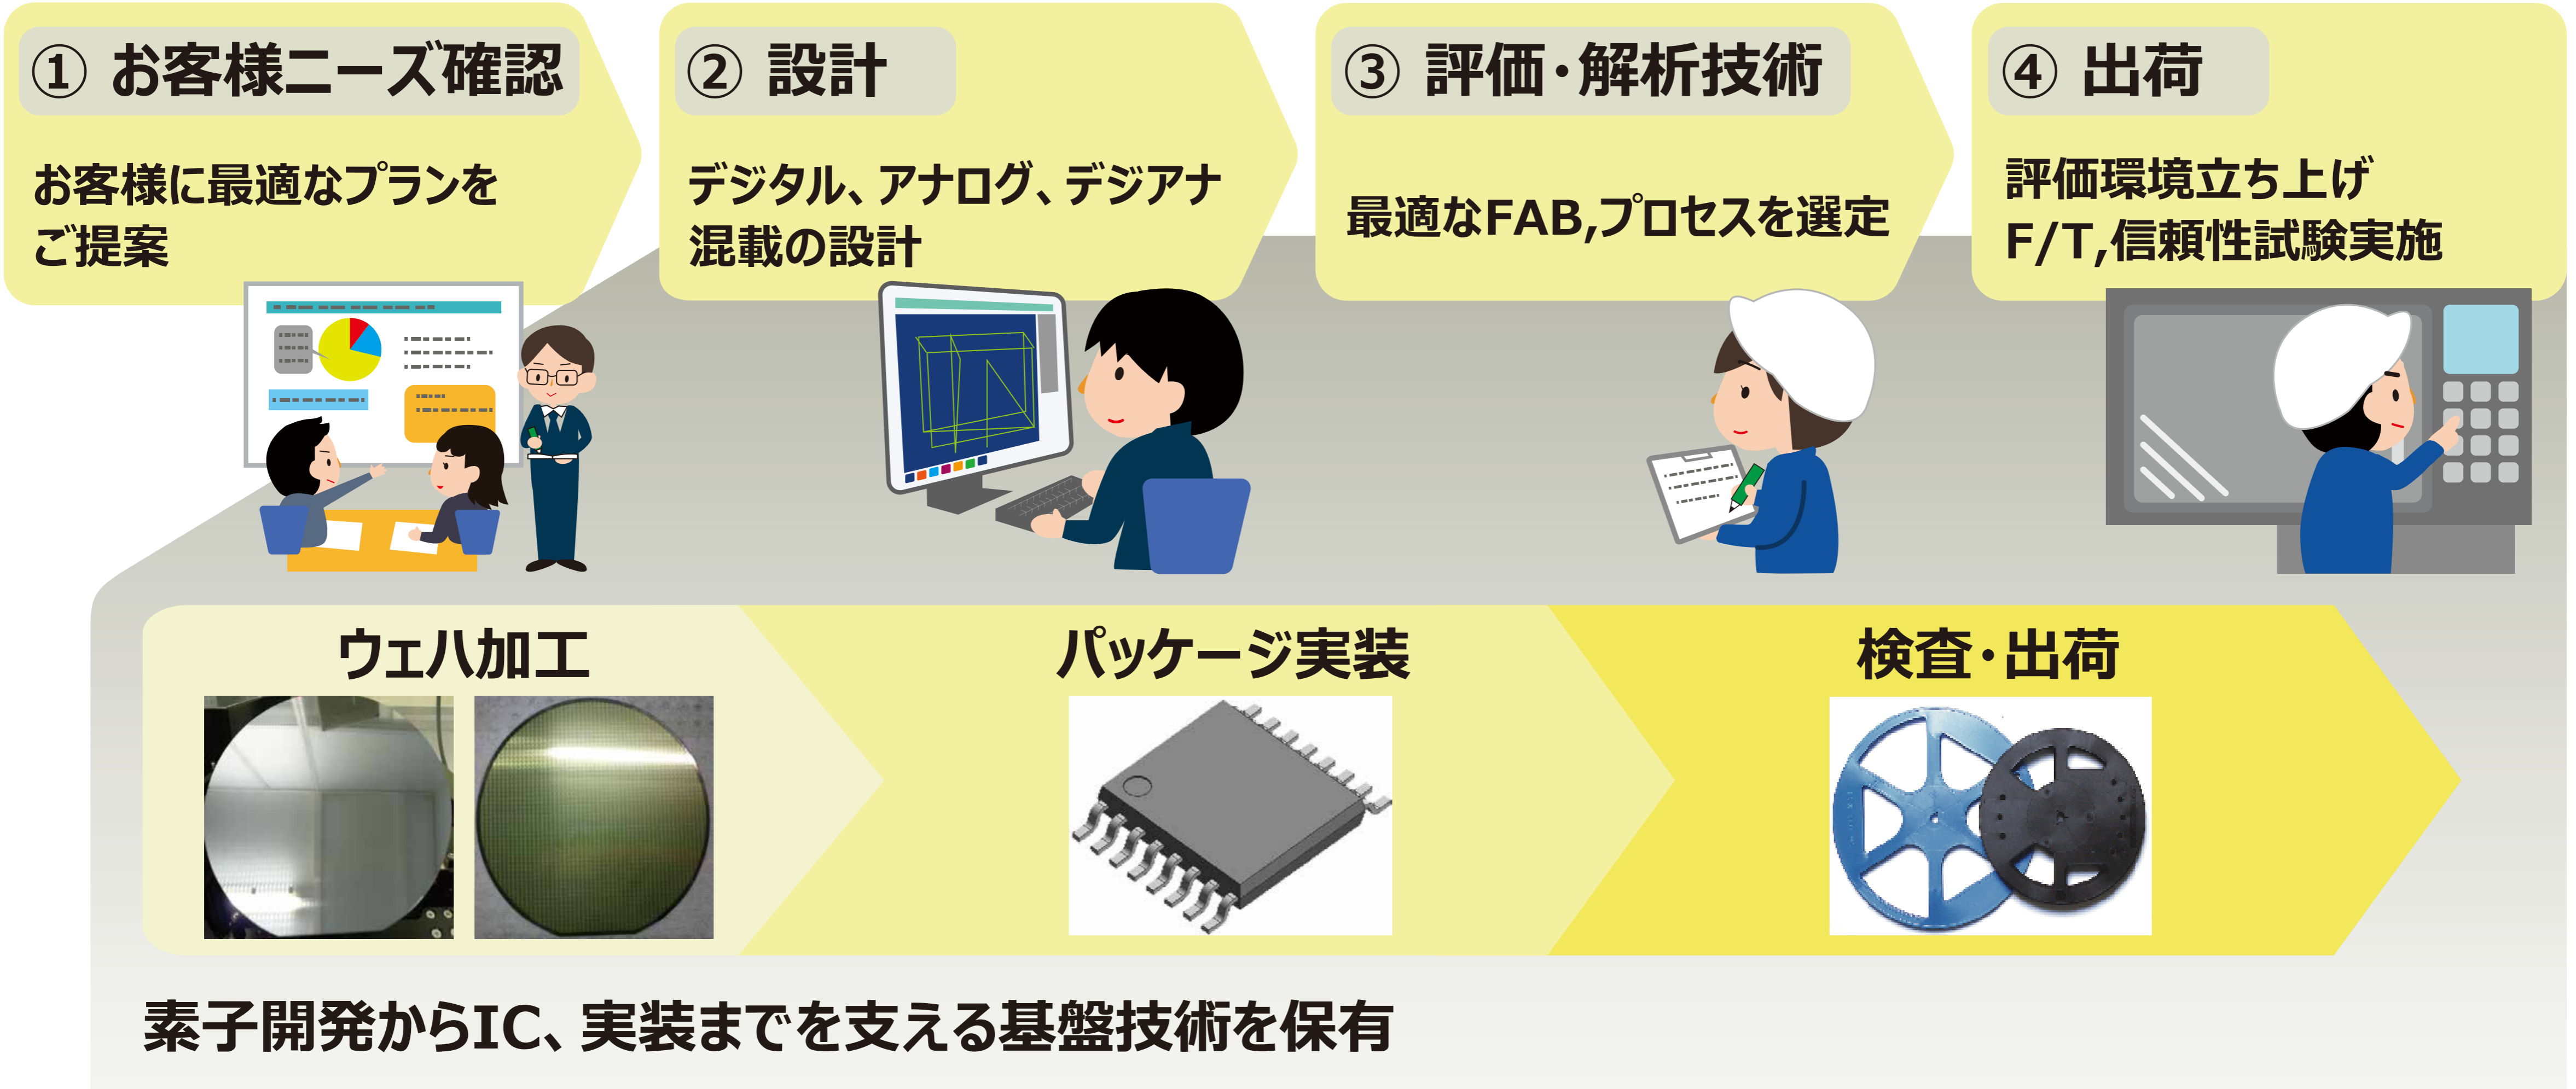 ① お客様ニーズ確認
お客様に最適なプランを
ご提案
② 設計
デジタル、アナログ、デジアナ
混載の設計
③ 評価・解析技術
最適なFAB,プロセスを選定
④ 出荷
評価環境立ち上げ
F/T,信頼性試験実施
ウェハ加工
パッケージ実装
検査・出荷
素子開発からIC、実装までを支える基盤技術を保有